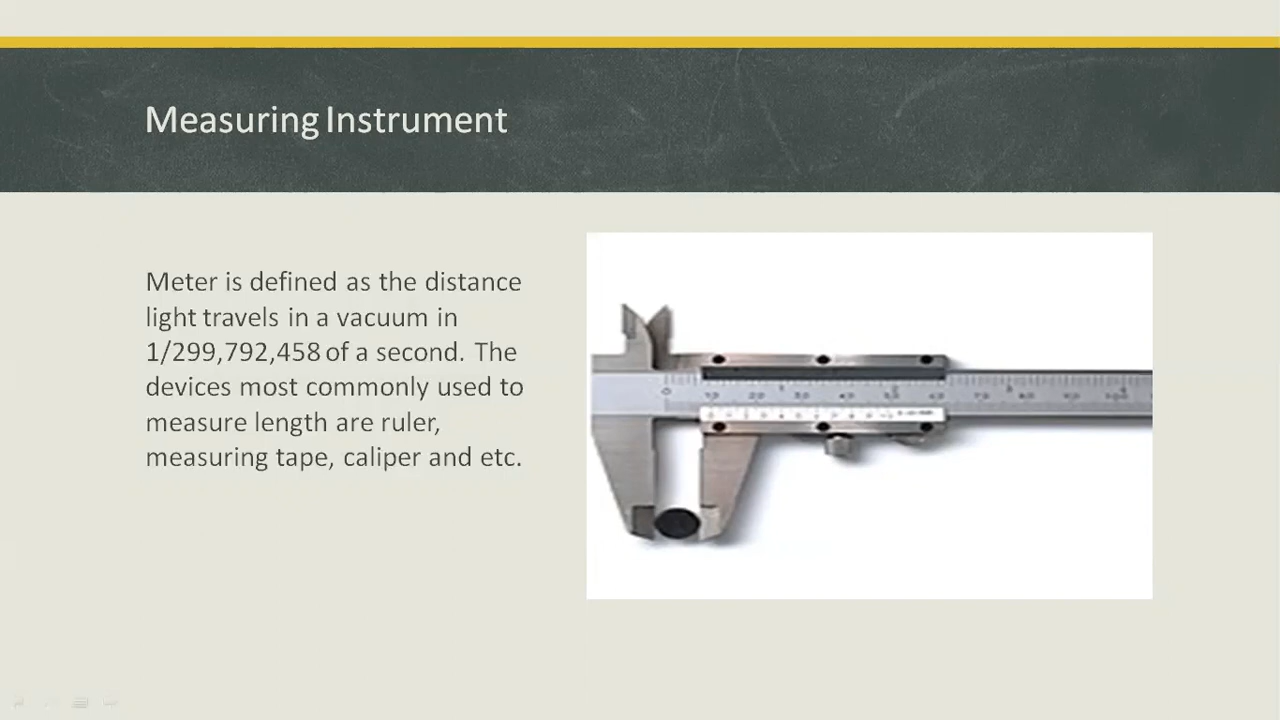 Measuring Instrument
Meter is defined as the distance
light travels in a vacuum in
1/299,792,458 of a second. The
devices most commonly used to
measure length are ruler,
measuring tape, caliper and etc.